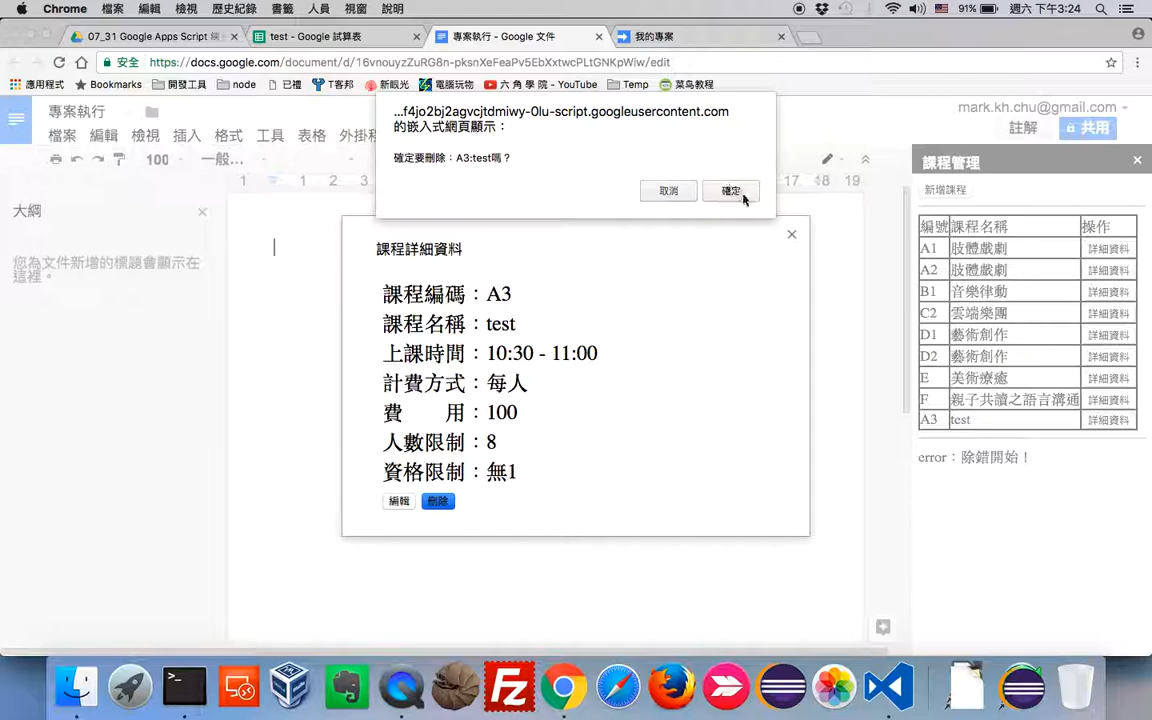 Chrome 檔案 編輯 檢視 歷史紀錄 書籤 人員 視窗 說明 91% 週六 下午3:24
07_31 Google Apps Script 練 test - Google 試算表 專案執行 - Google 文件 我的專案
安全 https://docs.google.com/document/d/16vnouyzZuRG8n-pksnXeFeaPv5EbXxtwcPLtGNKpWiw/edit
應用程式 Bookmarks 開發工具 node 已禮 T客邦 新觀光 電腦玩物 六 角 學 院 - YouTube Temp 菜鸟教程
專案執行
mark.kh.chu@gmail.com
檔案 編輯 檢視 插入 格式 工具 表格 外掛程
註解 共用
100 一般...
1 1 2 3 17 18 19
...f4jo2bj2agvcjtdmiwy-0lu-script.googleusercontent.com
的嵌入式網頁顯示：
確定要刪除：A3:test嗎？
取消 確定
大綱
您為文件新增的標題會顯示在
這裡。
課程詳細資料
課程編碼：A3
課程名稱：test
上課時間：10:30 - 11:00
計費方式：每人
費 用：100
人數限制：8
資格限制：無1
編輯 刪除
課程管理
新增課程
編號 課程名稱 操作
A1 肢體戲劇 詳細資料
A2 肢體戲劇 詳細資料
B1 音樂律動 詳細資料
C2 雲端樂團 詳細資料
D1 藝術創作 詳細資料
D2 藝術創作 詳細資料
E 美術療癒 詳細資料
F 親子共讀之語言溝通 詳細資料
A3 test 詳細資料
error：除錯開始！